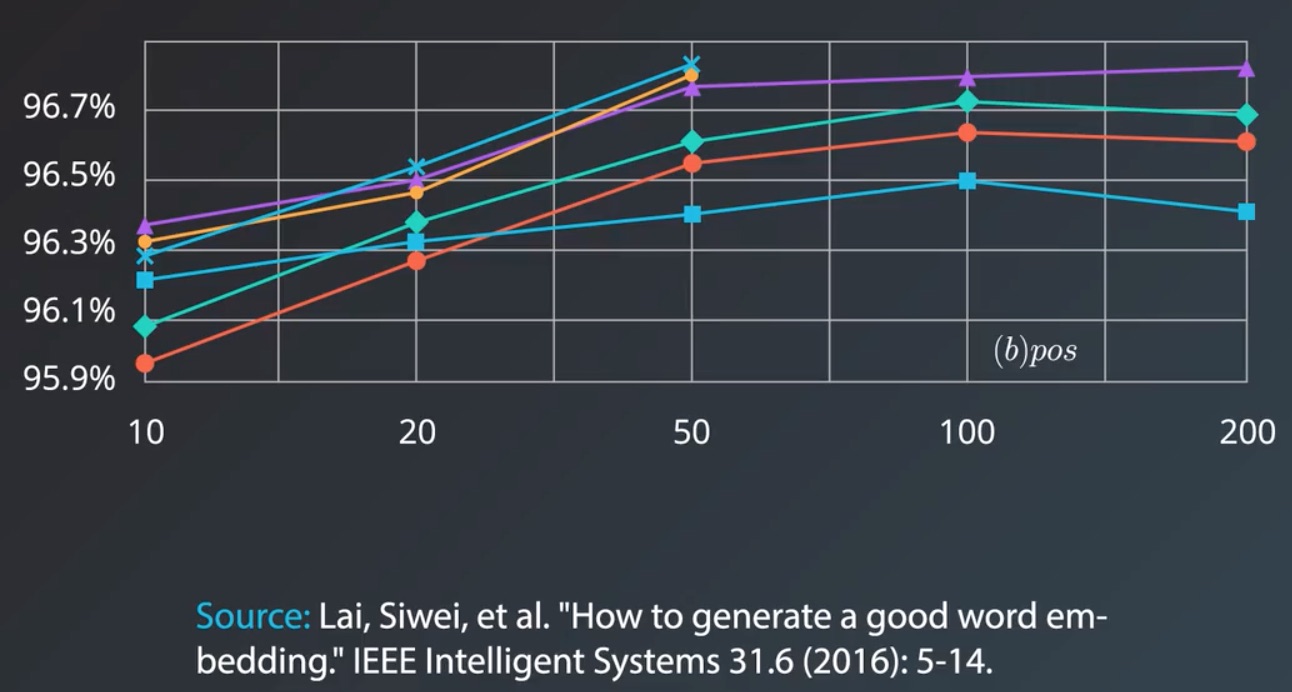 96.7%
96.5%
96.3%
96.1%
95.9%
(b)pos
10 20 50 100 200
Source: Lai, Siwei, et al. "How to generate a good word em-
bedding." IEEE Intelligent Systems 31.6 (2016): 5-14.